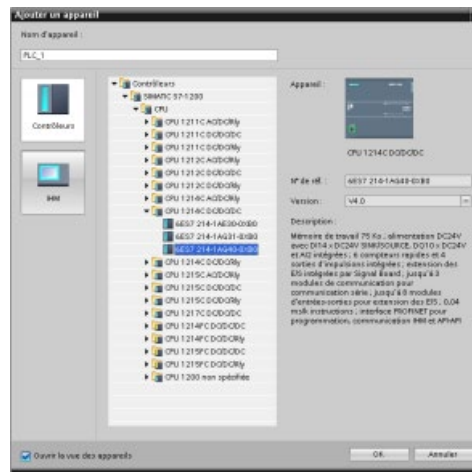 Ajouter un appareil
Nom d'appareil :
PLC_1
Contrôleurs
IHM
Contrôleurs
SIMATIC S7-1200
CPU
CPU 1211C AC/DC/Rly
CPU 1211C DC/DC/DC
CPU 1211C DC/DC/Rly
CPU 1212C AC/DC/Rly
CPU 1212C DC/DC/DC
CPU 1212C DC/DC/Rly
CPU 1214C AC/DC/Rly
CPU 1214C DC/DC/DC
6ES7 214-1AE30-0XB0
6ES7 214-1AG31-0XB0
6ES7 214-1AG40-0XB0
CPU 1214C DC/DC/Rly
CPU 1215C AC/DC/Rly
CPU 1215C DC/DC/DC
CPU 1215C DC/DC/Rly
CPU 1217C DC/DC/DC
CPU 1214FC DC/DC/DC
CPU 1214FC DC/DC/Rly
CPU 1215FC DC/DC/DC
CPU 1215FC DC/DC/Rly
CPU 1200 non spécifiée
Appareil :
CPU 1214C DC/DC/DC
N° de réf. :
6ES7 214-1AG40-0XB0
Version :
V4.0
Description :
Mémoire de travail 75 Ko ; alimentation DC24V
avec DI14 x DC24V SINK/SOURCE, DQ10 x DC24V
et AI2 intégrées ; 6 compteurs rapides et 4
sorties d'impulsions intégrées ; extension des
E/S intégrées par Signal Board ; jusqu'à 3
modules de communication pour
communication série ; jusqu'à 8 modules
d'entrées-sorties pour extension des E/S ; 0,04
ms/k instructions ; interface PROFINET pour
programmation, communication IHM et API-API
Ouvrir la vue des appareils
OK
Annuler